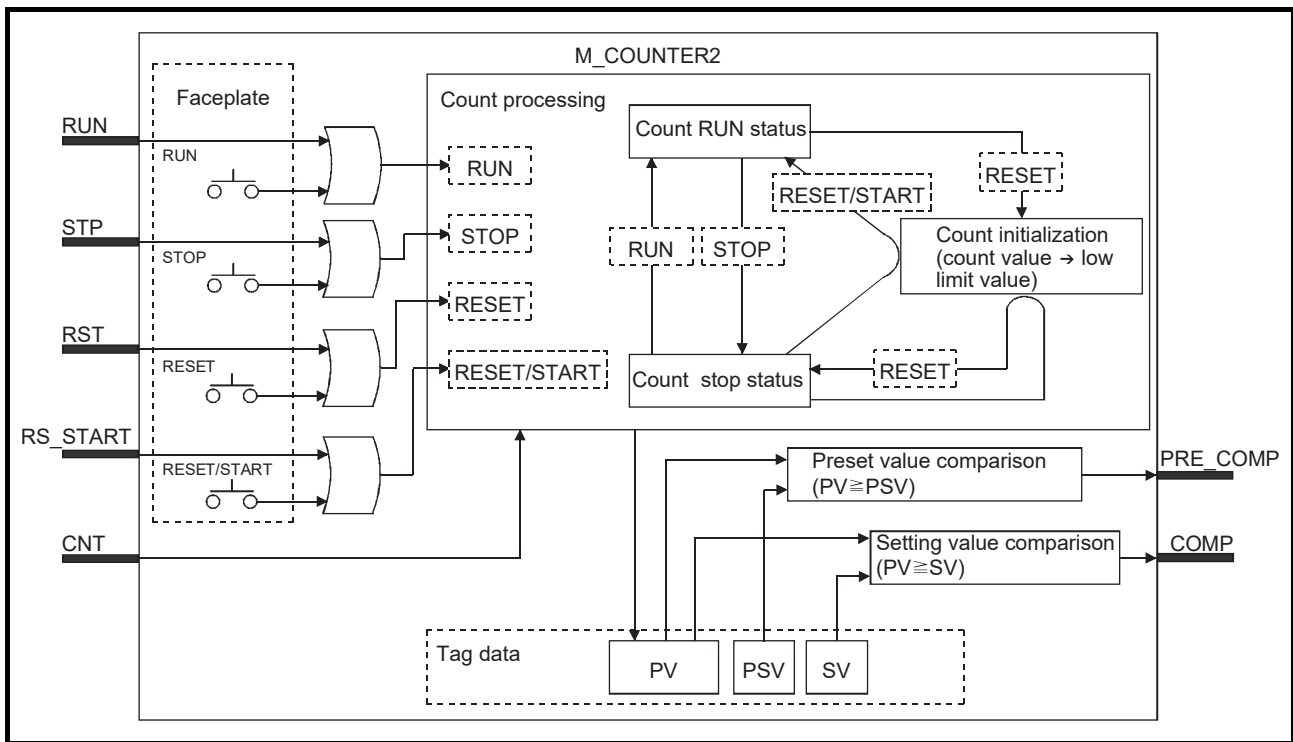 M_COUNTER2
Faceplate
Count processing
RUN
RUN
STP
STOP
RST
RESET
RS_START
RESET/START
CNT
RUN
STOP
RESET
RESET/START
Count RUN status
RESET/START
RESET
RUN
STOP
Count initialization
(count value → low
limit value)
RESET
Count stop status
Preset value comparison
(PV≧PSV)
PRE_COMP
Setting value comparison
(PV≧SV)
COMP
Tag data
PV
PSV
SV